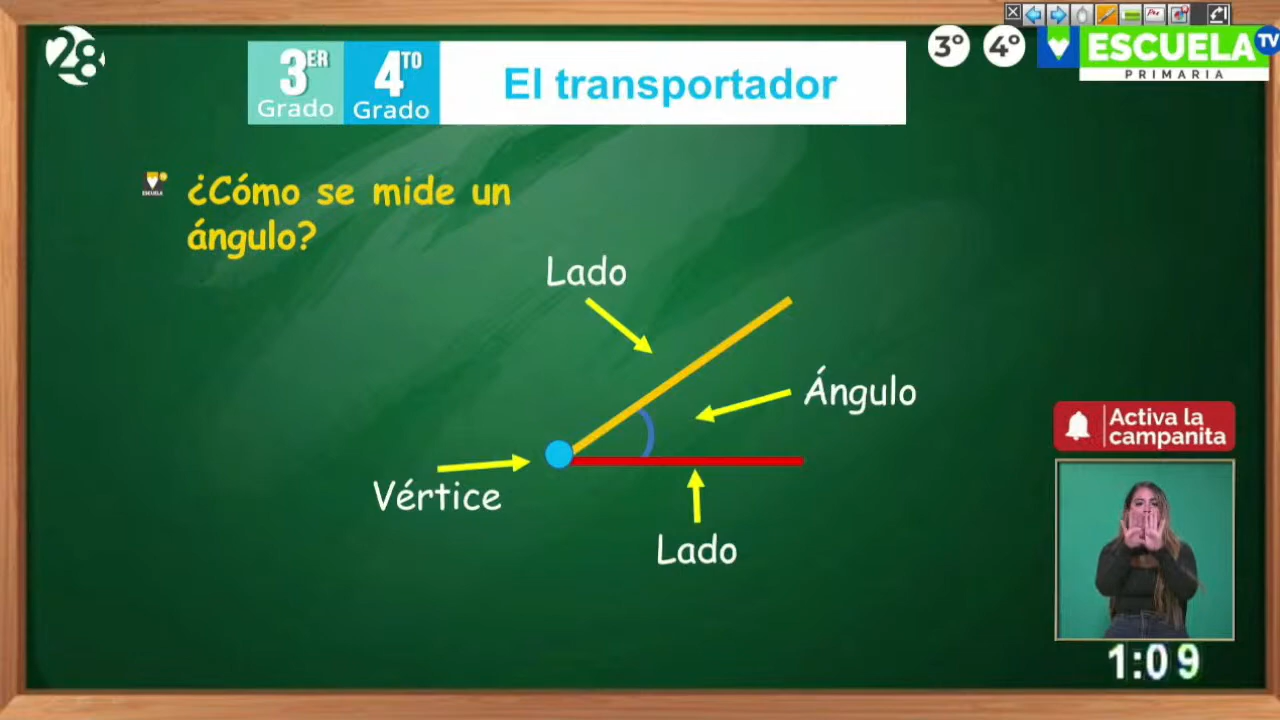 28
3ER Grado
4TO Grado
El transportador
3° 4°
ESCUELA TV
PRIMARIA
¿Cómo se mide un
ángulo?
Lado
Ángulo
Vértice
Lado
Activa la
campanita
1:09